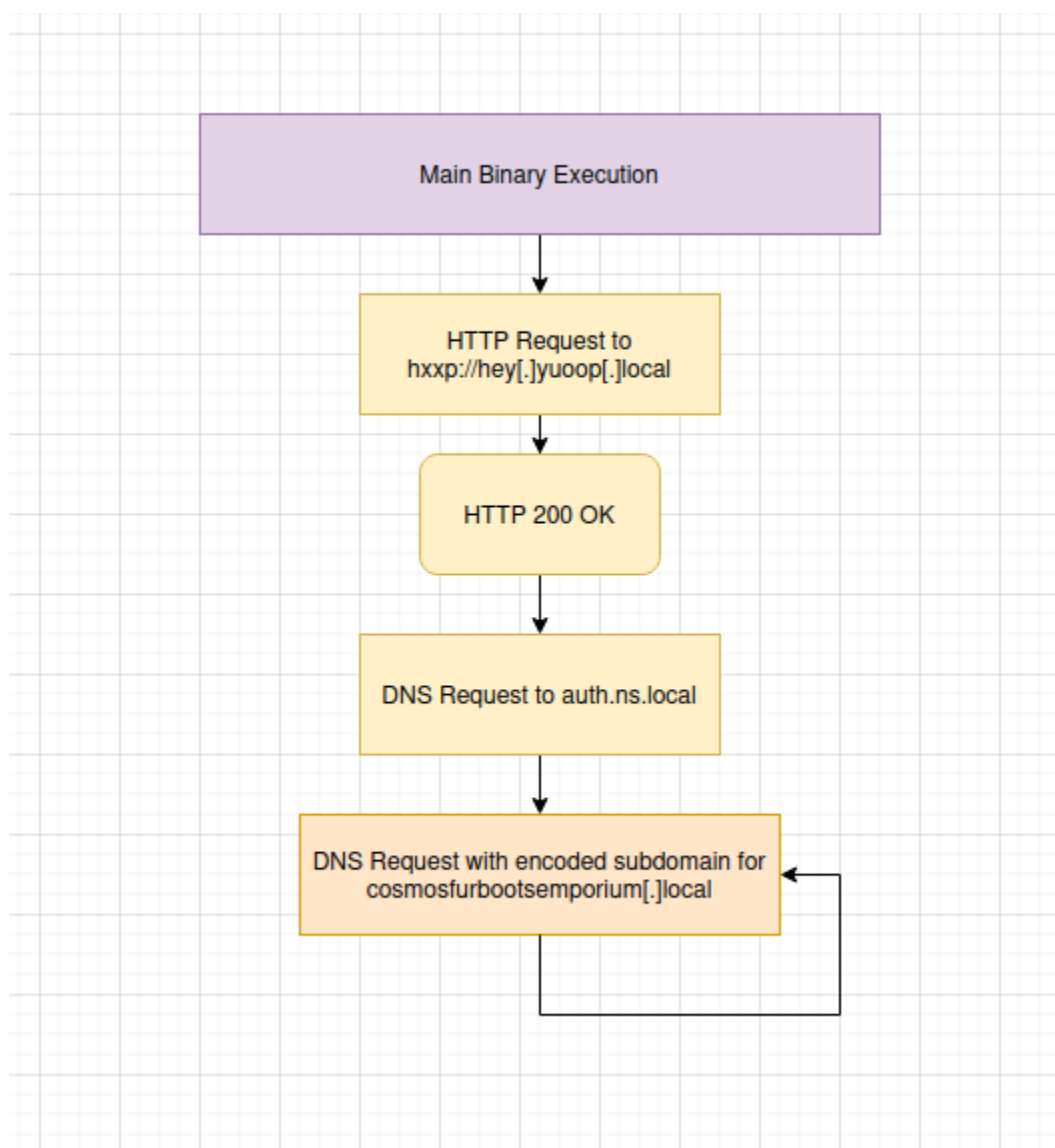 Main Binary Execution
HTTP Request to
hxxp://hey[.]yuoop[.]local
HTTP 200 OK
DNS Request to auth.ns.local
DNS Request with encoded subdomain for
cosmosfurbootsemporium[.]local